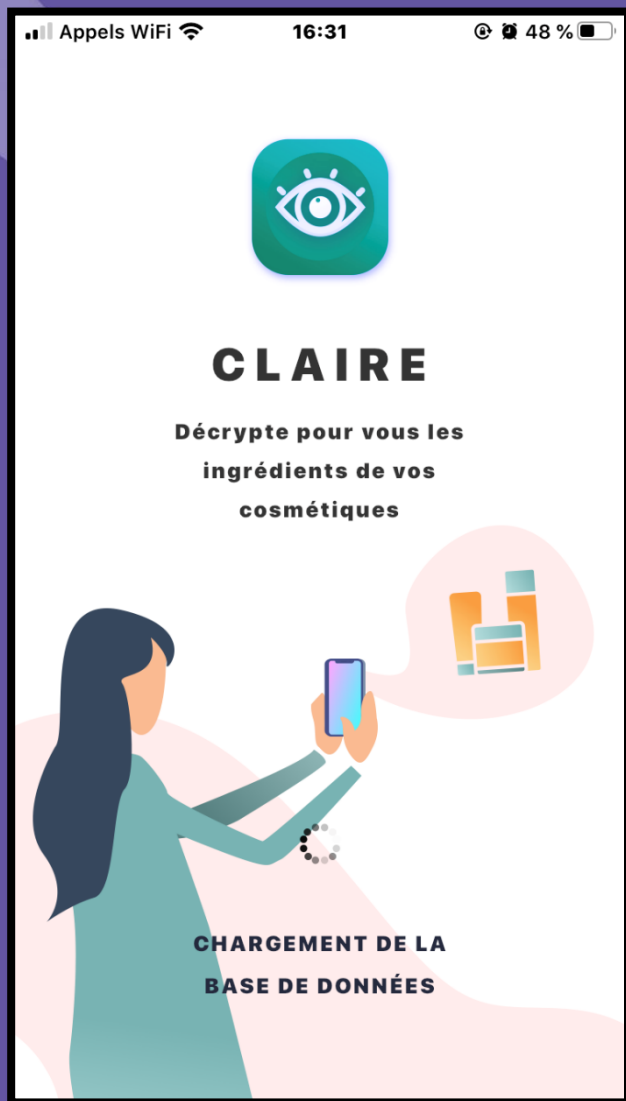 Appels WiFi 16:31 48 %
CLAIRE
Décrypte pour vous les
ingrédients de vos
cosmétiques
CHARGEMENT DE LA
BASE DE DONNÉES